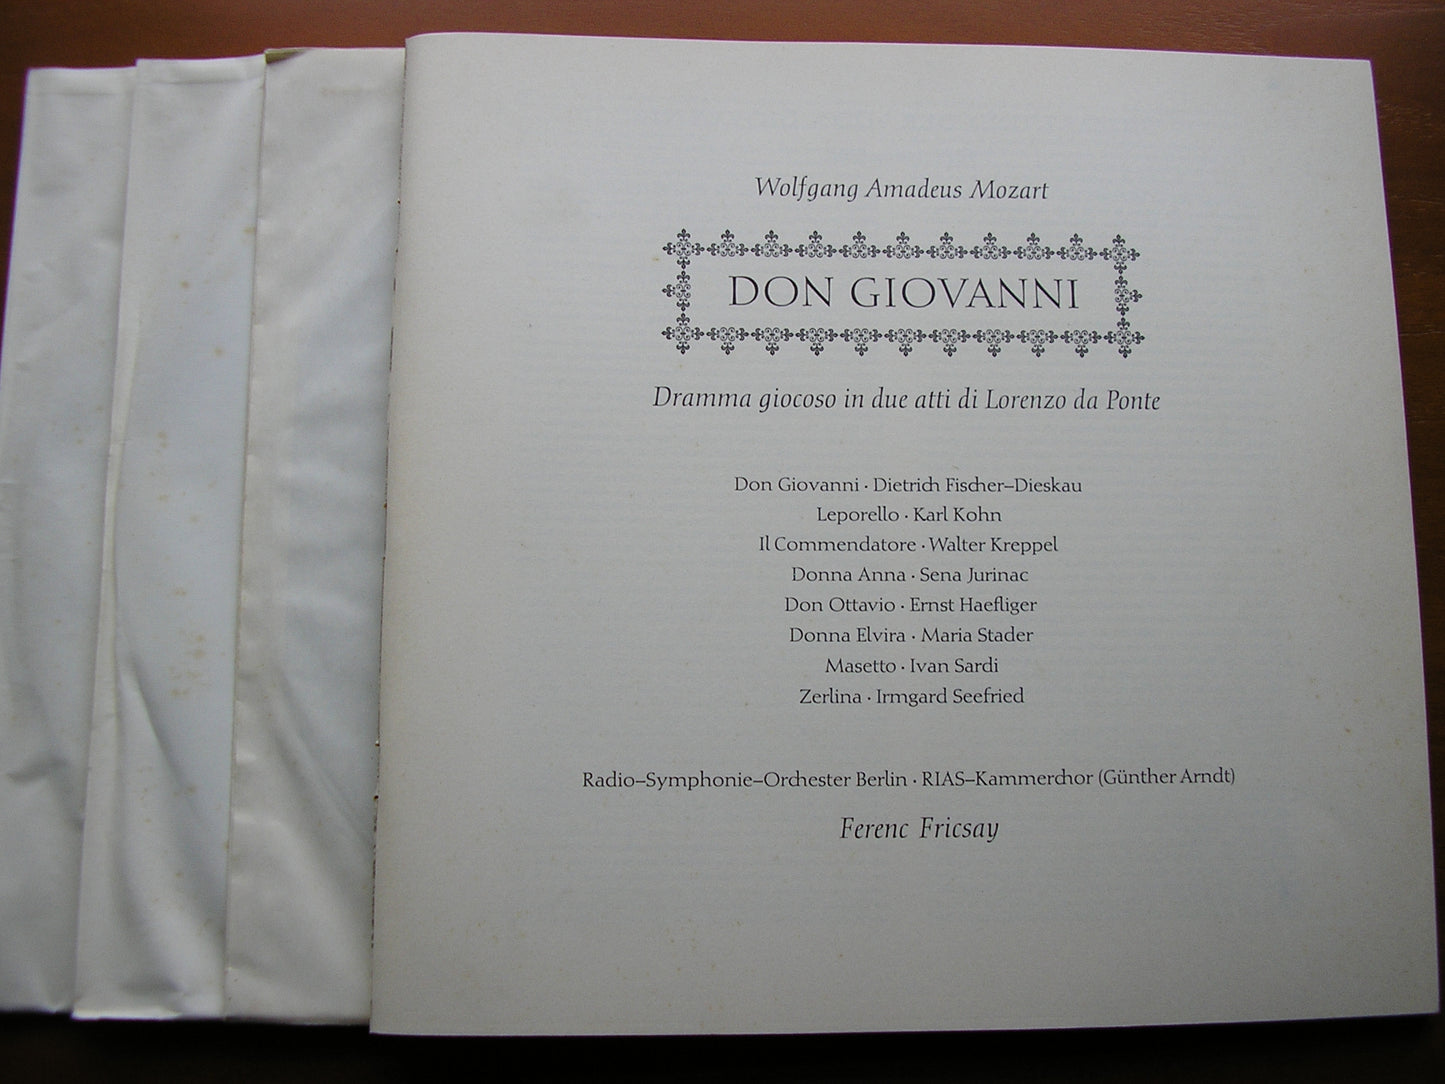 Wolfgang Amadeus Mozart
DON GIOVANNI
Dramma giocoso in due atti di Lorenzo da Ponte
Don Giovanni · Dietrich Fischer–Dieskau
Leporello · Karl Kohn
Il Commendatore · Walter Kreppel
Donna Anna · Sena Jurinac
Don Ottavio · Ernst Haefliger
Donna Elvira · Maria Stader
Masetto · Ivan Sardi
Zerlina · Irmgard Seefried
Radio–Symphonie–Orchester Berlin · RIAS–Kammerchor (Günther Arndt)
Ferenc Fricsay